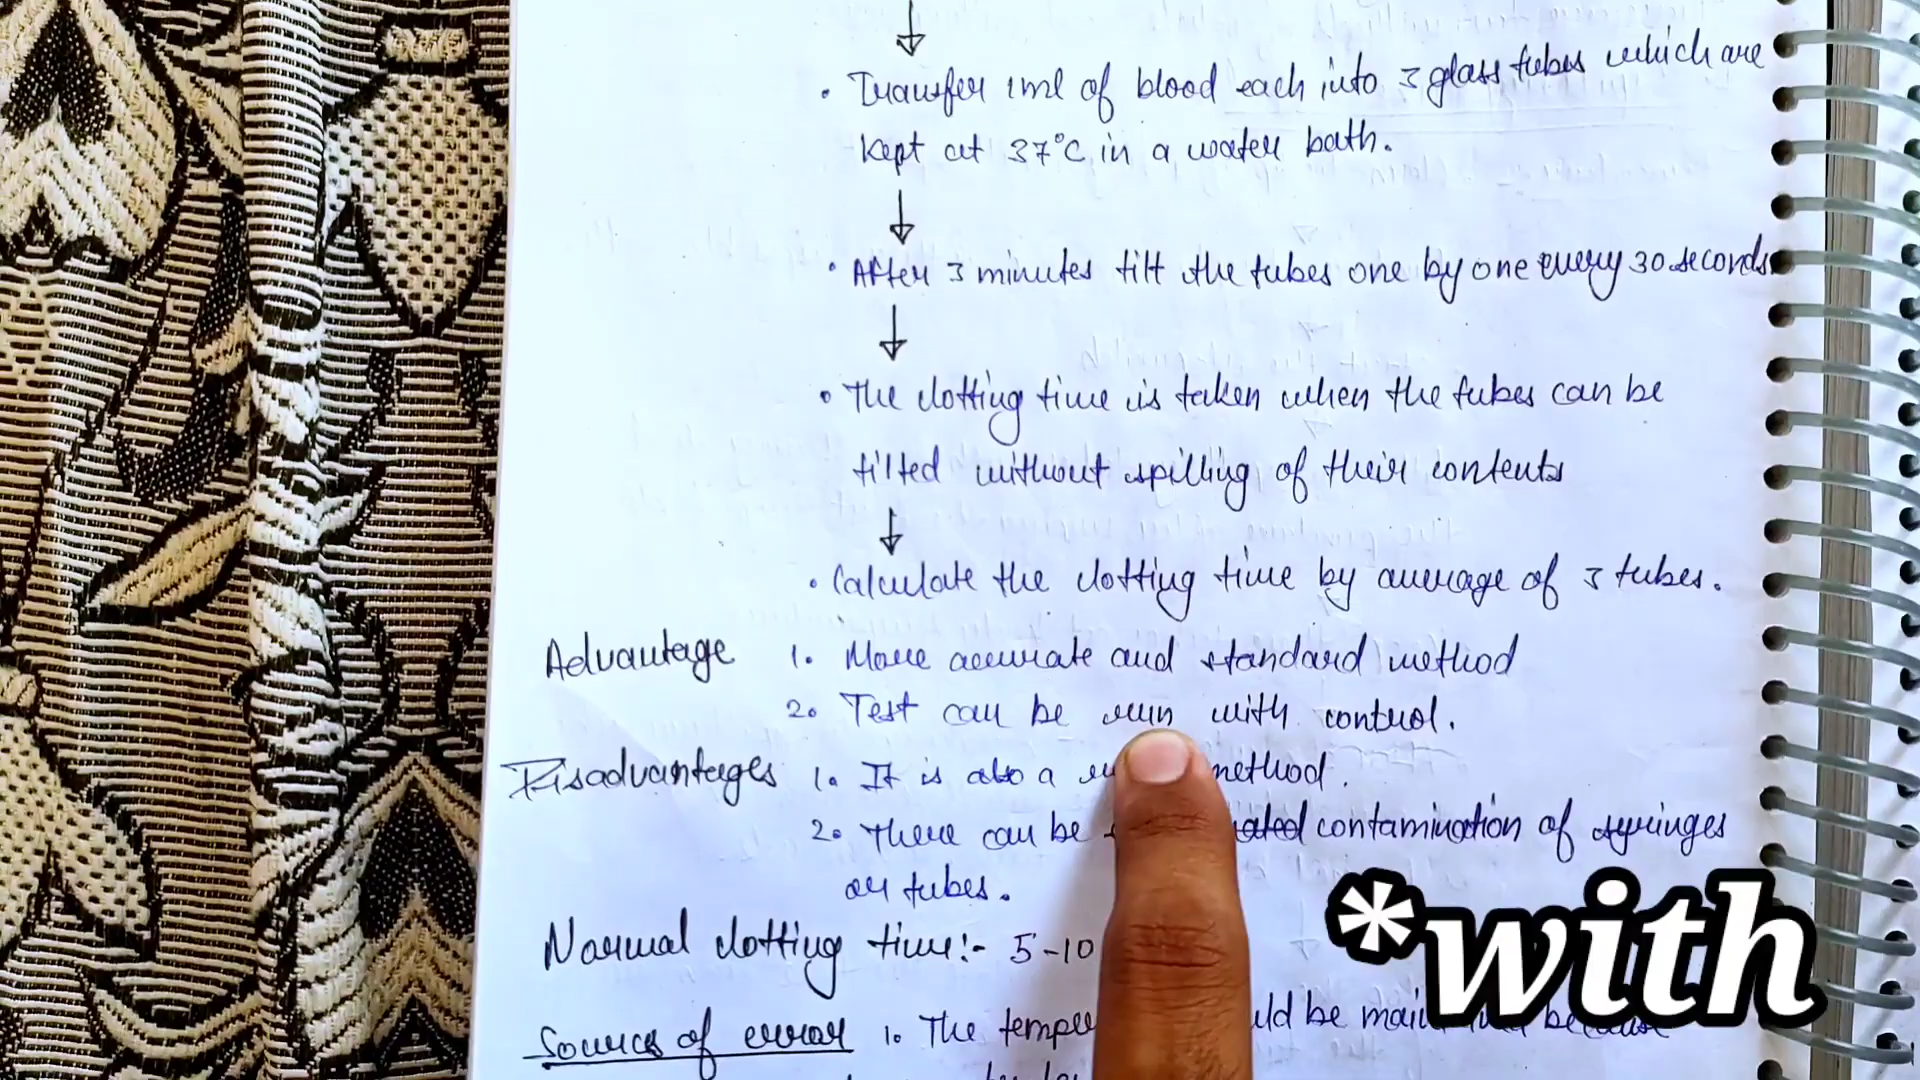 • Transfer 1ml of blood each into 3 glass tubes which are
kept at 37°C in a water bath.
• After 3 minutes tilt the tubes one by one every 30 seconds
• The clotting time is taken when the tubes can be
tilted without spilling of their contents
• Calculate the clotting time by average of 3 tubes.
Advantage 1. More accurate and standard method
2. Test can be run with control.
Disadvantages 1. It is also a method.
2. There can be contamination of syringes
or tubes.
Normal clotting time:- 5-10
Sources of error 1. The be
*with